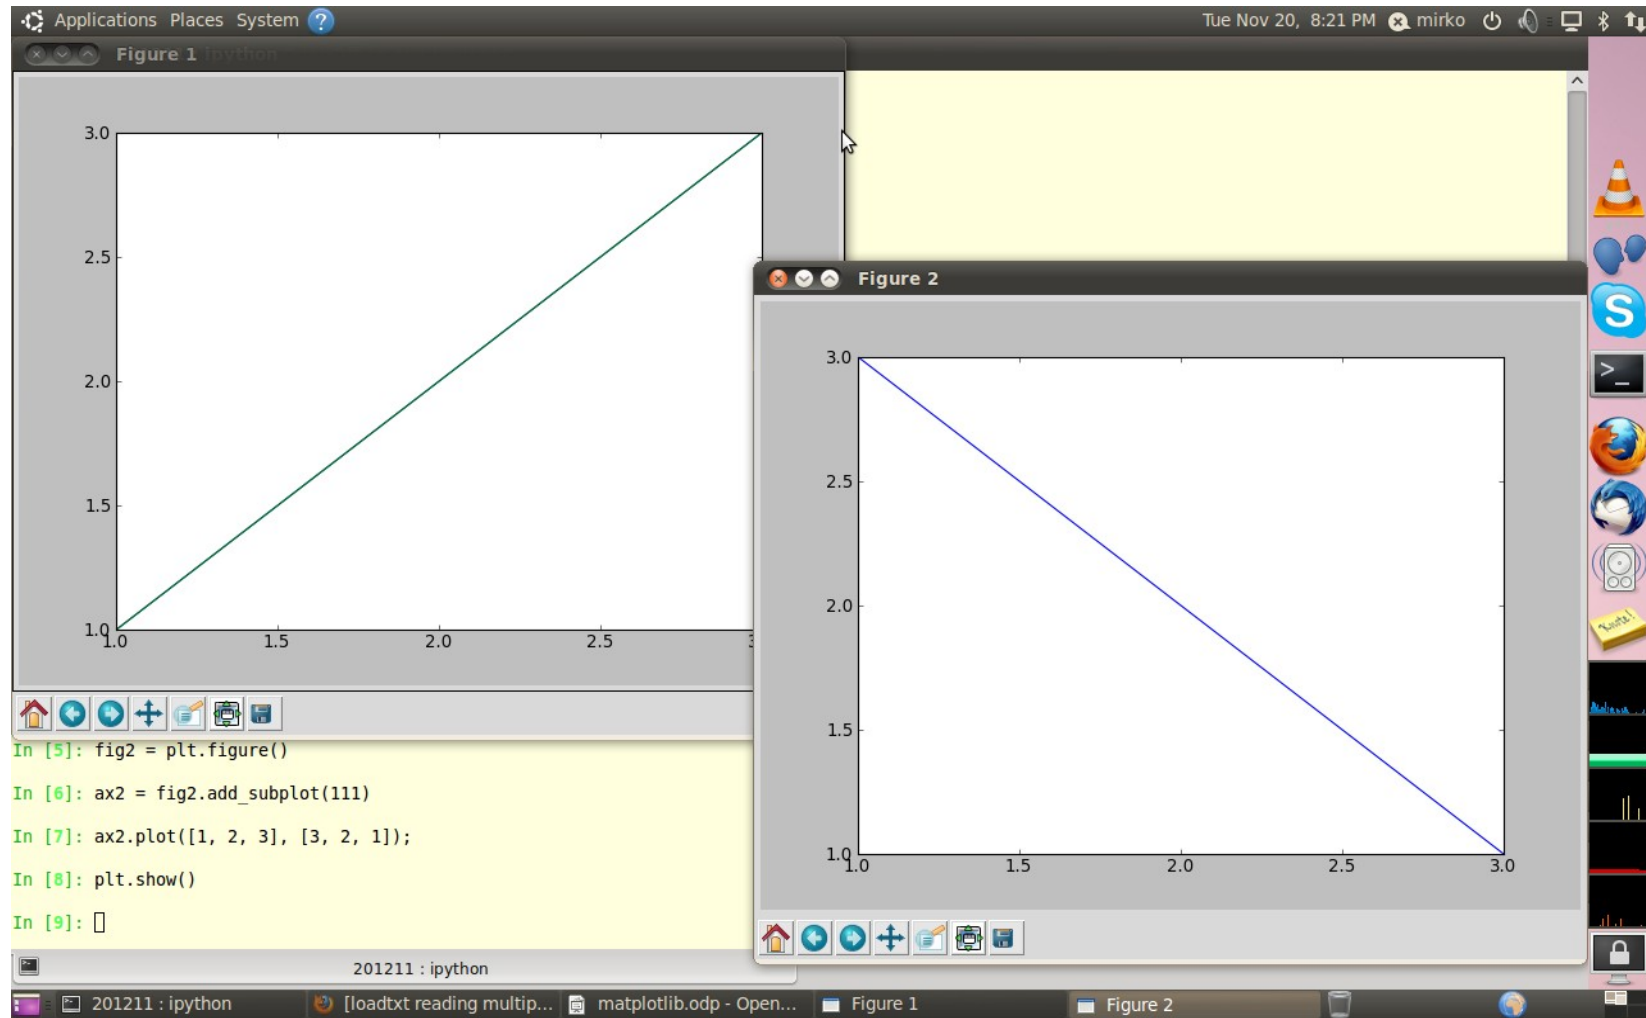 Applications Places System ?
Tue Nov 20, 8:21 PM mirko
Figure 1 ipython
3.0
2.5
2.0
1.5
1.0
1.0 1.5 2.0 2.5
Figure 2
3.0
2.5
2.0
1.5
1.0
1.0 1.5 2.0 2.5 3.0
In [5]: fig2 = plt.figure()
In [6]: ax2 = fig2.add_subplot(111)
In [7]: ax2.plot([1, 2, 3], [3, 2, 1]);
In [8]: plt.show()
In [9]:
201211 : ipython
S
>_
201211 : ipython
[loadtxt reading multip...
matplotlib.odp - Open...
Figure 1
Figure 2